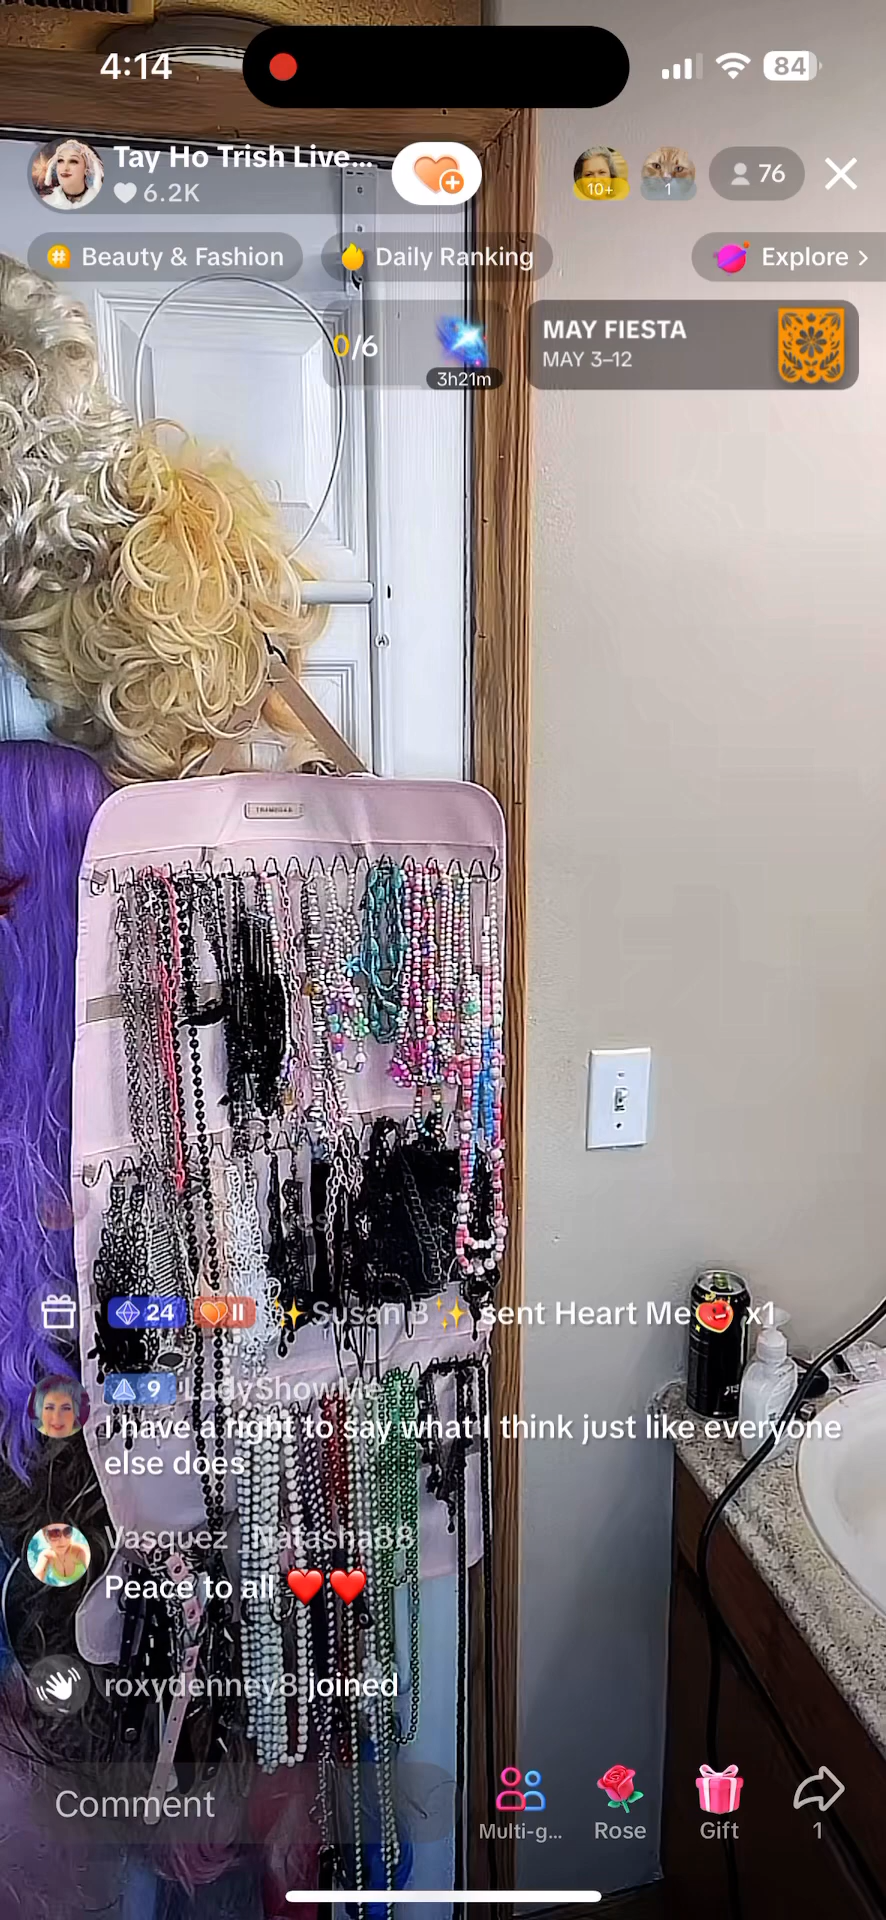 4:14
84
Tay Ho Trish Live...
6.2K
10+
1
76
Beauty & Fashion
Daily Ranking
Explore >
0/6
3h21m
MAY FIESTA
MAY 3–12
24
II
✨Susan B✨ sent Heart Me x1
9
LadyShowMe
I have a right to say what I think just like everyone
else does
Vasquez_Natasha88
Peace to all ❤️❤️
roxydenney8 joined
Comment
Multi-g...
Rose
Gift
1